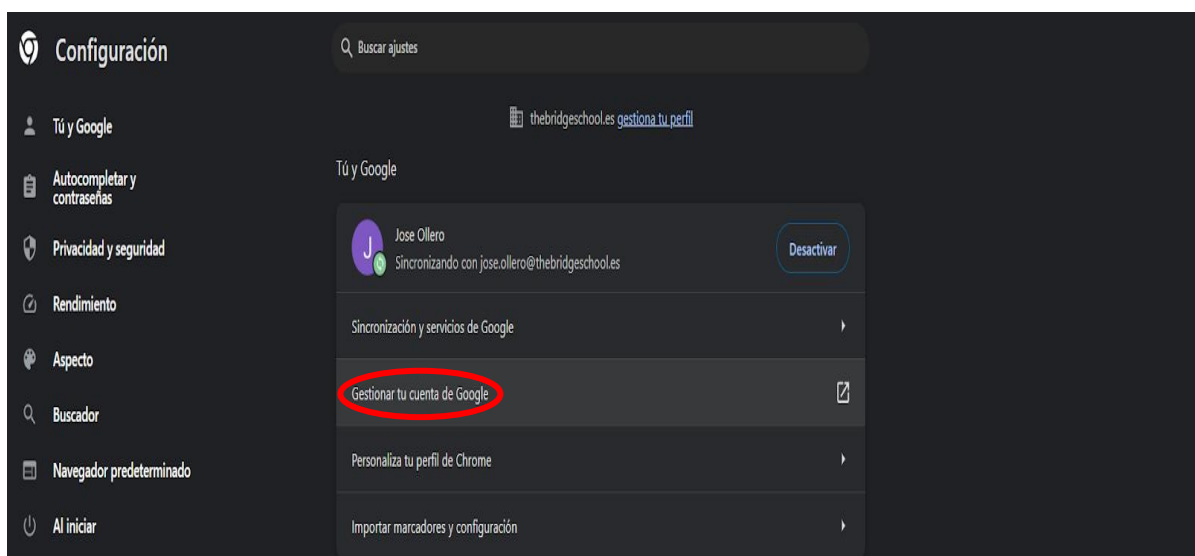 Configuración
Buscar ajustes
Tú y Google
Autocompletar y
contraseñas
Privacidad y seguridad
Rendimiento
Aspecto
Buscador
Navegador predeterminado
Al iniciar
thebridgeschool.es gestiona tu perfil
Tú y Google
J
Jose Ollero
Sincronizando con jose.ollero@thebridgeschool.es
Desactivar
Sincronización y servicios de Google
Gestionar tu cuenta de Google
Personaliza tu perfil de Chrome
Importar marcadores y configuración